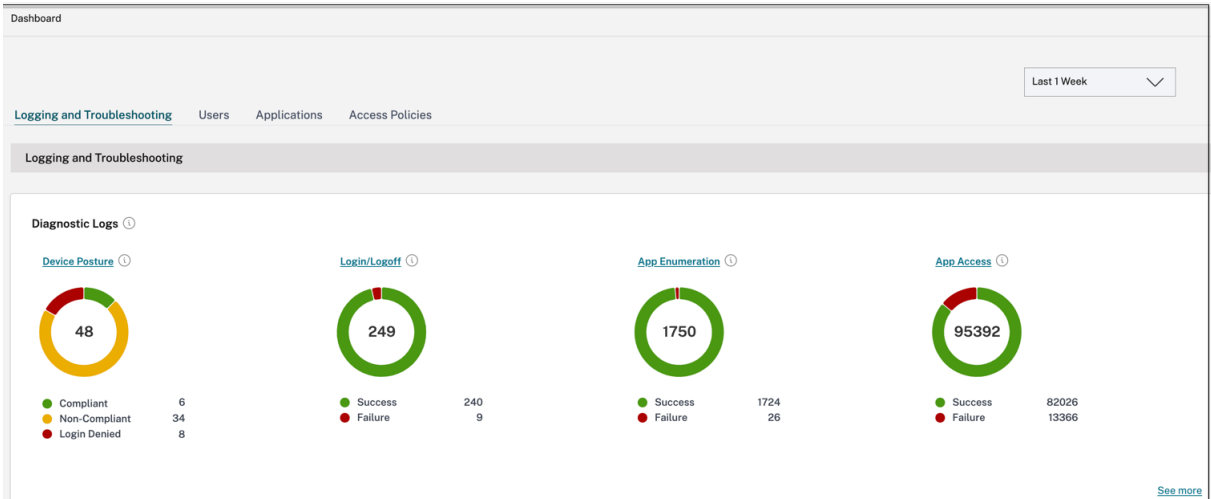 Dashboard
Last 1 Week
Logging and Troubleshooting Users Applications Access Policies
Logging and Troubleshooting
Diagnostic Logs
Device Posture Login/Logoff App Enumeration App Access
48 249 1750 95392
Compliant 6 Success 240 Success 1724 Success 82026
Non-Compliant 34 Failure 9 Failure 26 Failure 13366
Login Denied 8
See more